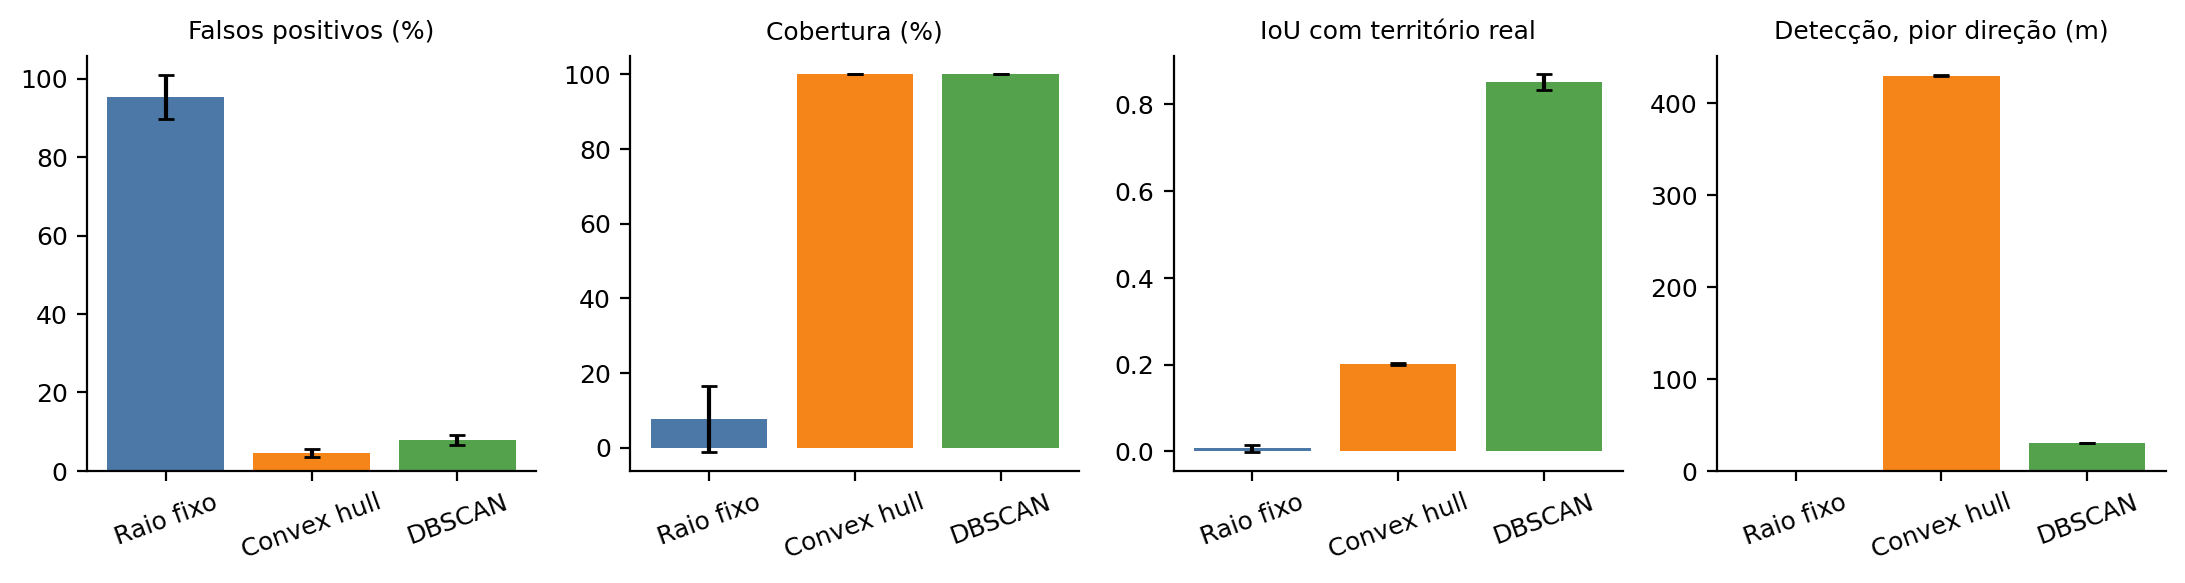 Falsos positivos (%)
100
80
60
40
20
0
Raio fixo
Convex hull
DBSCAN
Cobertura (%)
100
80
60
40
20
0
Raio fixo
Convex hull
DBSCAN
IoU com território real
0.8
0.6
0.4
0.2
0.0
Raio fixo
Convex hull
DBSCAN
Detecção, pior direção (m)
400
300
200
100
0
Raio fixo
Convex hull
DBSCAN